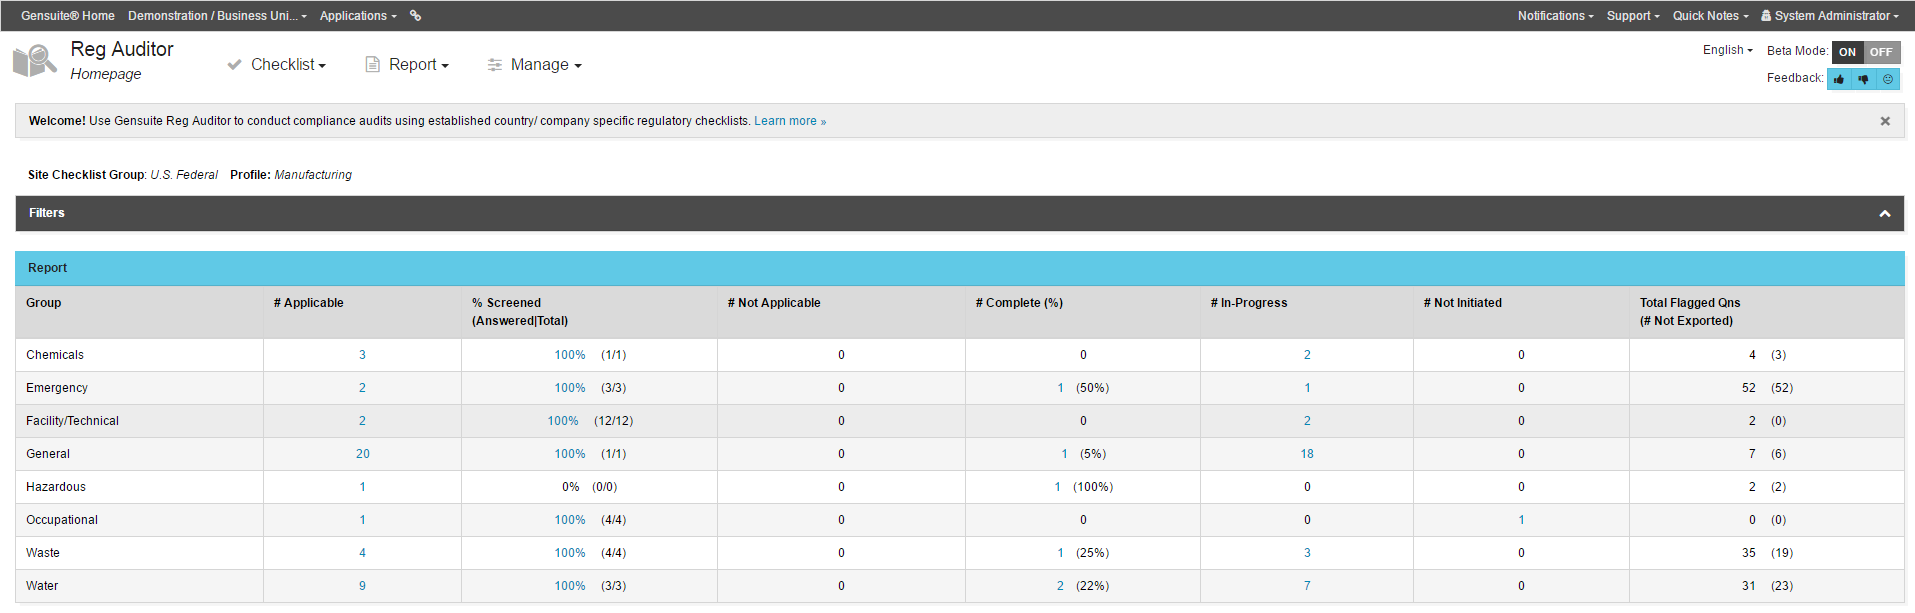 Gensuite® Home Demonstration / Business Uni... Applications Notifications Support Quick Notes System Administrator
Reg Auditor
Homepage
Checklist Report Manage
English Beta Mode: ON OFF
Feedback:
Welcome! Use Gensuite Reg Auditor to conduct compliance audits using established country/ company specific regulatory checklists. Learn more »
Site Checklist Group: U.S. Federal Profile: Manufacturing
Filters
Report
Group # Applicable % Screened (Answered|Total) # Not Applicable # Complete (%) # In-Progress # Not Initiated Total Flagged Qns (# Not Exported)
Chemicals 3 100% (1/1) 0 0 2 0 4 (3)
Emergency 2 100% (3/3) 0 1 (50%) 1 0 52 (52)
Facility/Technical 2 100% (12/12) 0 0 2 0 2 (0)
General 20 100% (1/1) 0 1 (5%) 18 0 7 (6)
Hazardous 1 0% (0/0) 0 1 (100%) 0 0 2 (2)
Occupational 1 100% (4/4) 0 0 0 1 0 (0)
Waste 4 100% (4/4) 0 1 (25%) 3 0 35 (19)
Water 9 100% (3/3) 0 2 (22%) 7 0 31 (23)